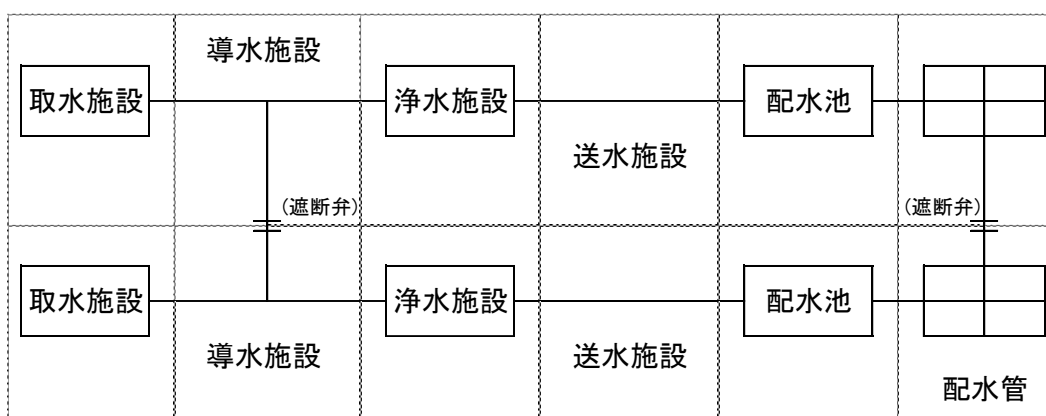 導水施設
取水施設
浄水施設
配水池
送水施設
(遮断弁)
(遮断弁)
取水施設
浄水施設
配水池
導水施設
送水施設
配水管